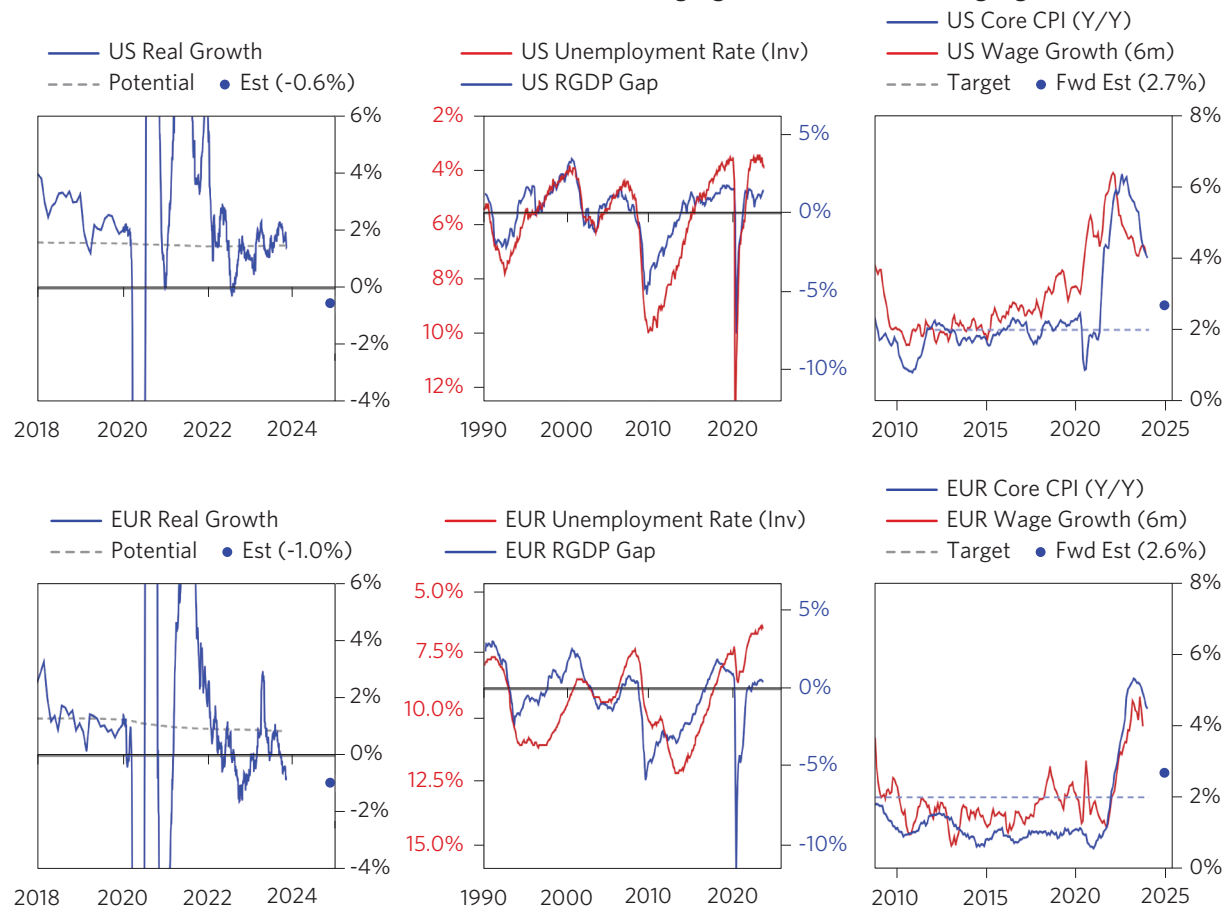 US Real Growth
Potential Est (-0.6%)
6%
4%
2%
0%
-2%
-4%
2018 2020 2022 2024
US Unemployment Rate (Inv)
US RGDP Gap
2%
4%
6%
8%
10%
12%
5%
0%
-5%
-10%
1990 2000 2010 2020
US Core CPI (Y/Y)
US Wage Growth (6m)
Target Fwd Est (2.7%)
8%
6%
4%
2%
0%
2010 2015 2020 2025
EUR Real Growth
Potential Est (-1.0%)
6%
4%
2%
0%
-2%
-4%
2018 2020 2022 2024
EUR Unemployment Rate (Inv)
EUR RGDP Gap
5.0%
7.5%
10.0%
12.5%
15.0%
5%
0%
-5%
-10%
1990 2000 2010 2020
EUR Core CPI (Y/Y)
EUR Wage Growth (6m)
Target Fwd Est (2.6%)
8%
6%
4%
2%
0%
2010 2015 2020 2025